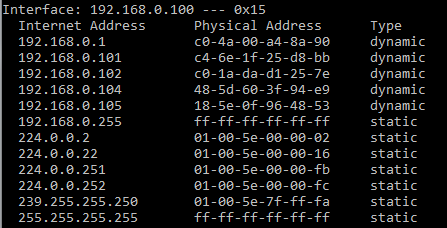 Interface: 192.168.0.100 --- 0x15
Internet Address Physical Address Type
192.168.0.1 c0-4a-00-a4-8a-90 dynamic
192.168.0.101 c4-6e-1f-25-d8-bb dynamic
192.168.0.102 c0-1a-da-d1-25-7e dynamic
192.168.0.104 48-5d-60-3f-94-e9 dynamic
192.168.0.105 18-5e-0f-96-48-53 dynamic
192.168.0.255 ff-ff-ff-ff-ff-ff static
224.0.0.2 01-00-5e-00-00-02 static
224.0.0.22 01-00-5e-00-00-16 static
224.0.0.251 01-00-5e-00-00-fb static
224.0.0.252 01-00-5e-00-00-fc static
239.255.255.250 01-00-5e-7f-ff-fa static
255.255.255.255 ff-ff-ff-ff-ff-ff static